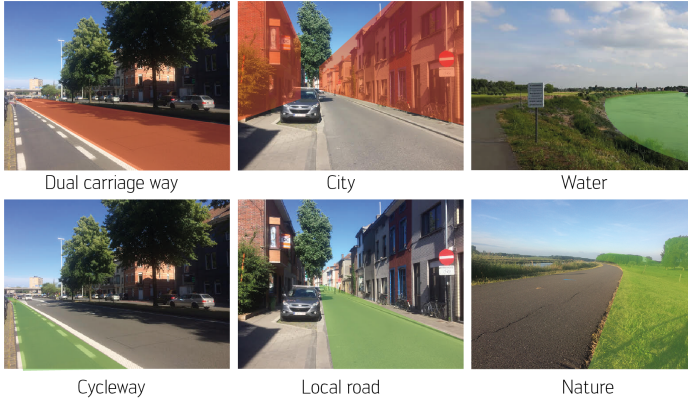 Dual carriage way
City
Water
Cycleway
Local road
Nature